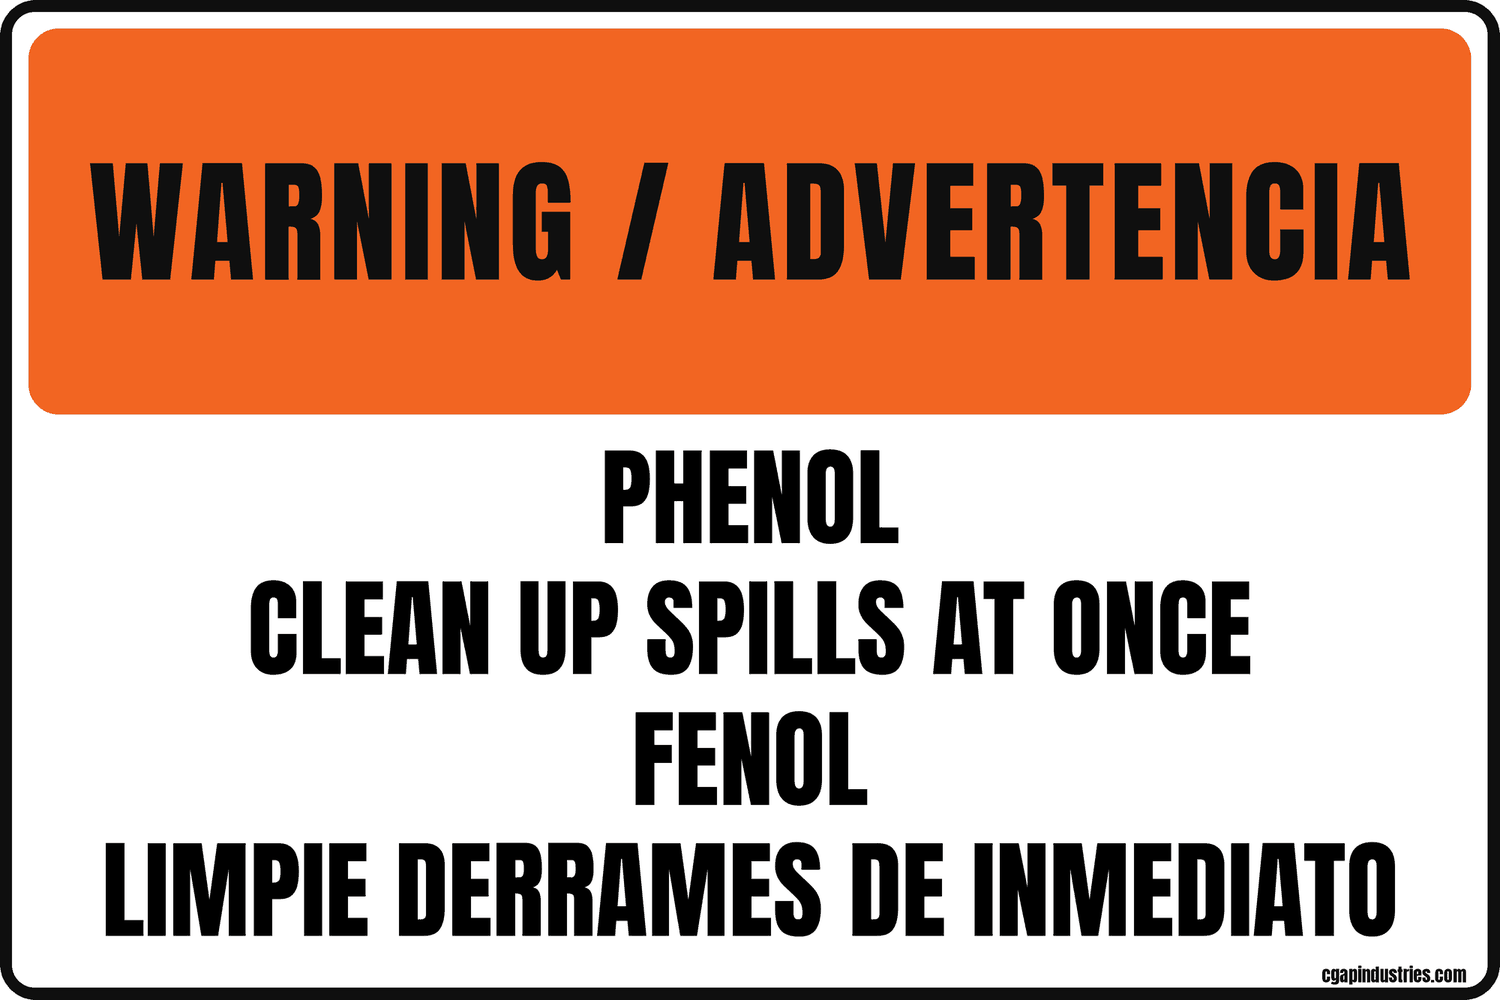 WARNING / ADVERTENCIA
PHENOL
CLEAN UP SPILLS AT ONCE
FENOL
LIMPIE DERRAMES DE INMEDIATO
cgapindustries.com